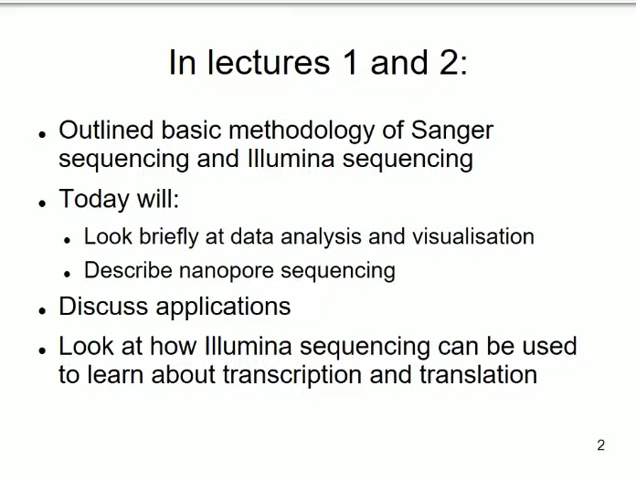 In lectures 1 and 2:
• Outlined basic methodology of Sanger
sequencing and Illumina sequencing
• Today will:
• Look briefly at data analysis and visualisation
• Describe nanopore sequencing
• Discuss applications
• Look at how Illumina sequencing can be used
to learn about transcription and translation
2